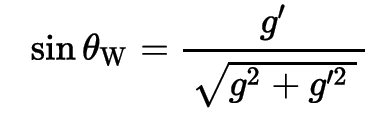 sin θ_W = g′ / √(g² + g′²)